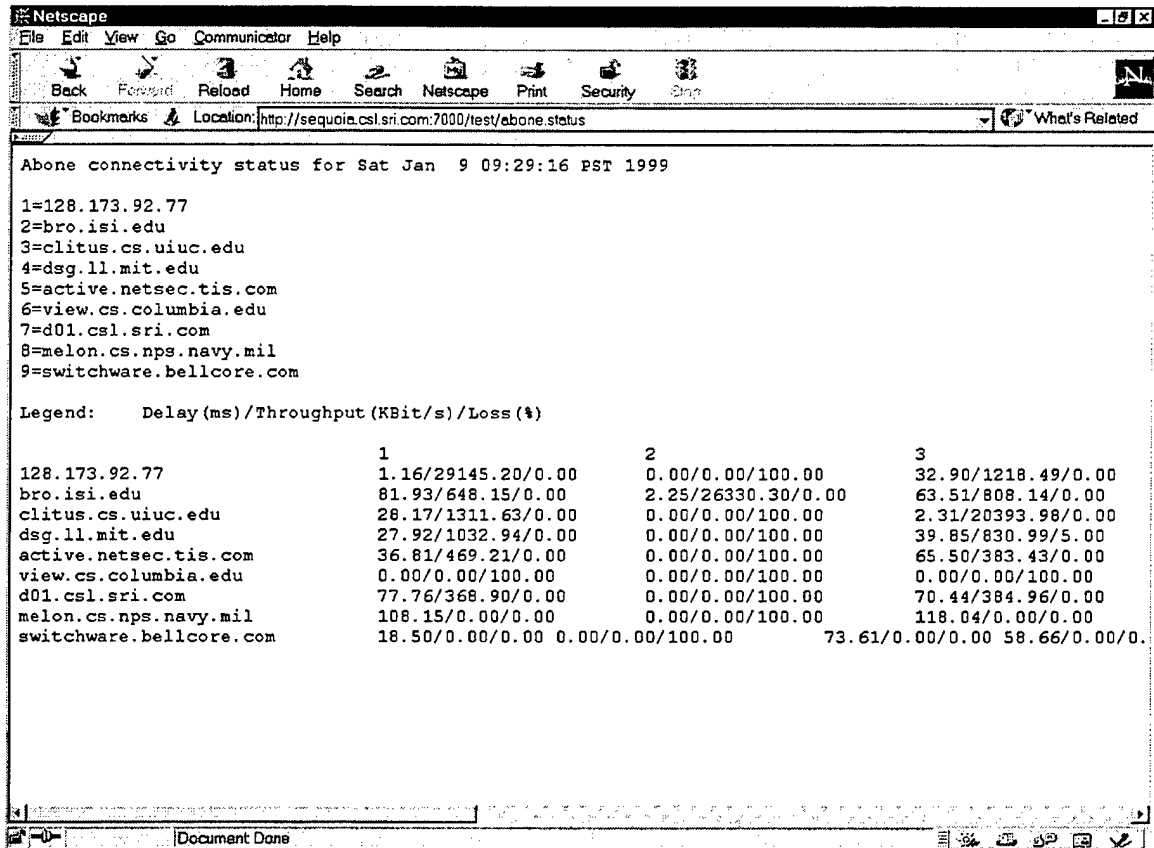 Netscape
File Edit View Go Communicator Help
Back Forward Reload Home Search Netscape Print Security Stop
Bookmarks Location: http://sequoia.csl.sri.com:7000/test/abone.status What's Related
Abone connectivity status for Sat Jan 9 09:29:16 PST 1999
1=128.173.92.77
2=bro.isi.edu
3=clitus.cs.uiuc.edu
4=dsg.ll.mit.edu
5=active.netsec.tis.com
6=view.cs.columbia.edu
7=d01.csl.sri.com
8=melon.cs.nps.navy.mil
9=switchware.bellcore.com
Legend: Delay(ms)/Throughput(KBit/s)/Loss(%)
1 2 3
128.173.92.77 1.16/29145.20/0.00 0.00/0.00/100.00 32.90/1218.49/0.00
bro.isi.edu 81.93/648.15/0.00 2.25/26330.30/0.00 63.51/808.14/0.00
clitus.cs.uiuc.edu 28.17/1311.63/0.00 0.00/0.00/100.00 2.31/20393.98/0.00
dsg.ll.mit.edu 27.92/1032.94/0.00 0.00/0.00/100.00 39.85/830.99/5.00
active.netsec.tis.com 36.81/469.21/0.00 0.00/0.00/100.00 65.50/383.43/0.00
view.cs.columbia.edu 0.00/0.00/100.00 0.00/0.00/100.00 0.00/0.00/100.00
d01.csl.sri.com 77.76/368.90/0.00 0.00/0.00/100.00 70.44/384.96/0.00
melon.cs.nps.navy.mil 108.15/0.00/0.00 0.00/0.00/100.00 118.04/0.00/0.00
switchware.bellcore.com 18.50/0.00/0.00 0.00/0.00/100.00 73.61/0.00/0.00 58.66/0.00/0.
Document Done